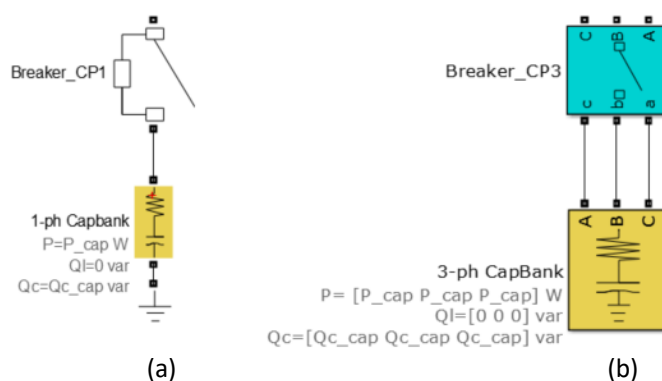 Breaker_CP1
1-ph Capbank
P=P_cap W
Ql=0 var
Qc=Qc_cap var
(a)
C B A
Breaker_CP3
c b a
A B C
3-ph CapBank
P= [P_cap P_cap P_cap] W
Ql=[0 0 0] var
Qc=[Qc_cap Qc_cap Qc_cap] var
(b)